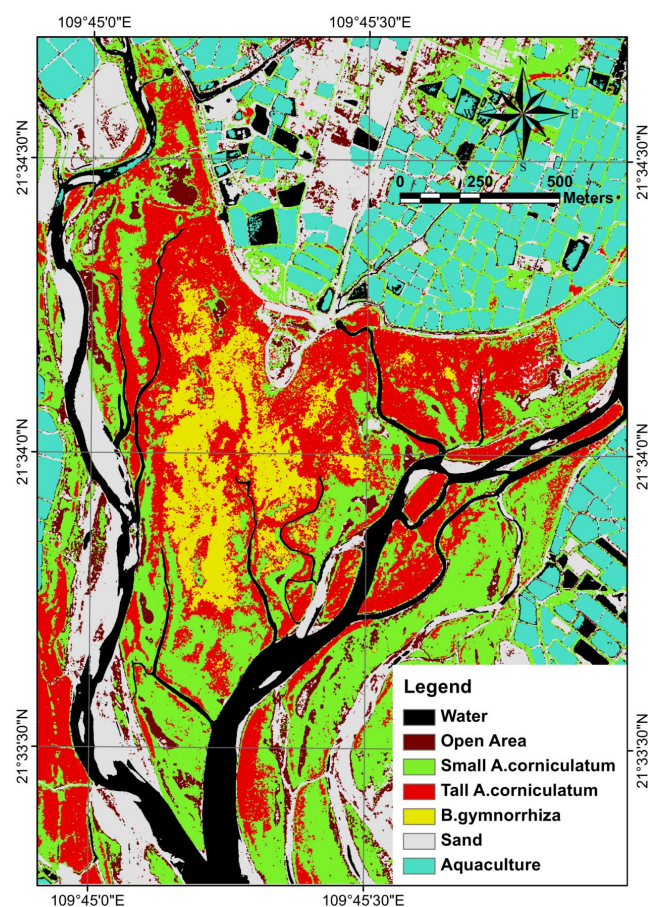 109°45'0"E 109°45'30"E
N
E
S
21°34'30"N 21°34'30"N
0 250 500
Meters
21°34'0"N 21°34'0"N
Legend
Water
Open Area
Small A.corniculatum
Tall A.corniculatum
B.gymnorrhiza
Sand
Aquaculture
21°33'30"N 21°33'30"N
109°45'0"E 109°45'30"E